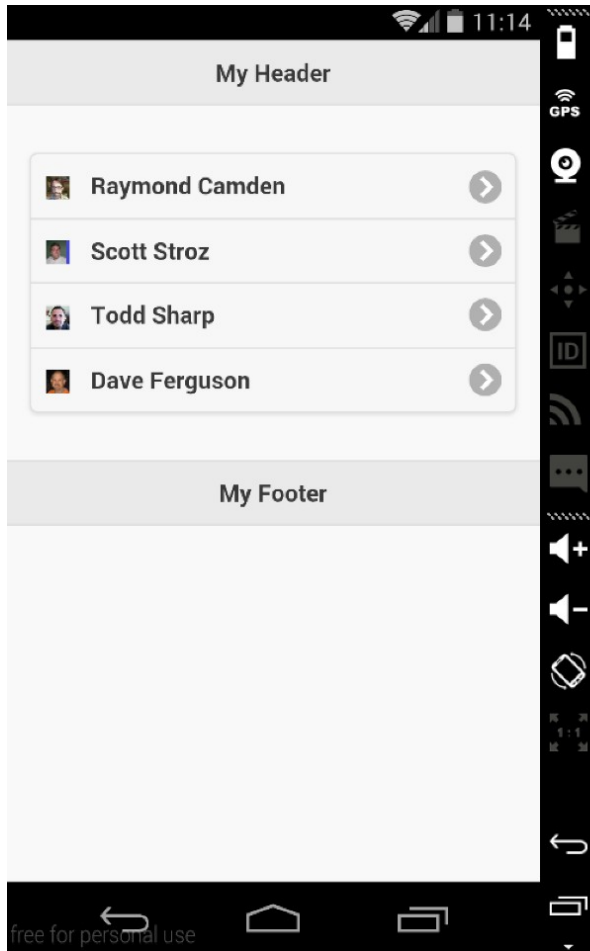 11:14
My Header
GPS
Raymond Camden
Scott Stroz
Todd Sharp
ID
Dave Ferguson
My Footer
1:1
free for personal use